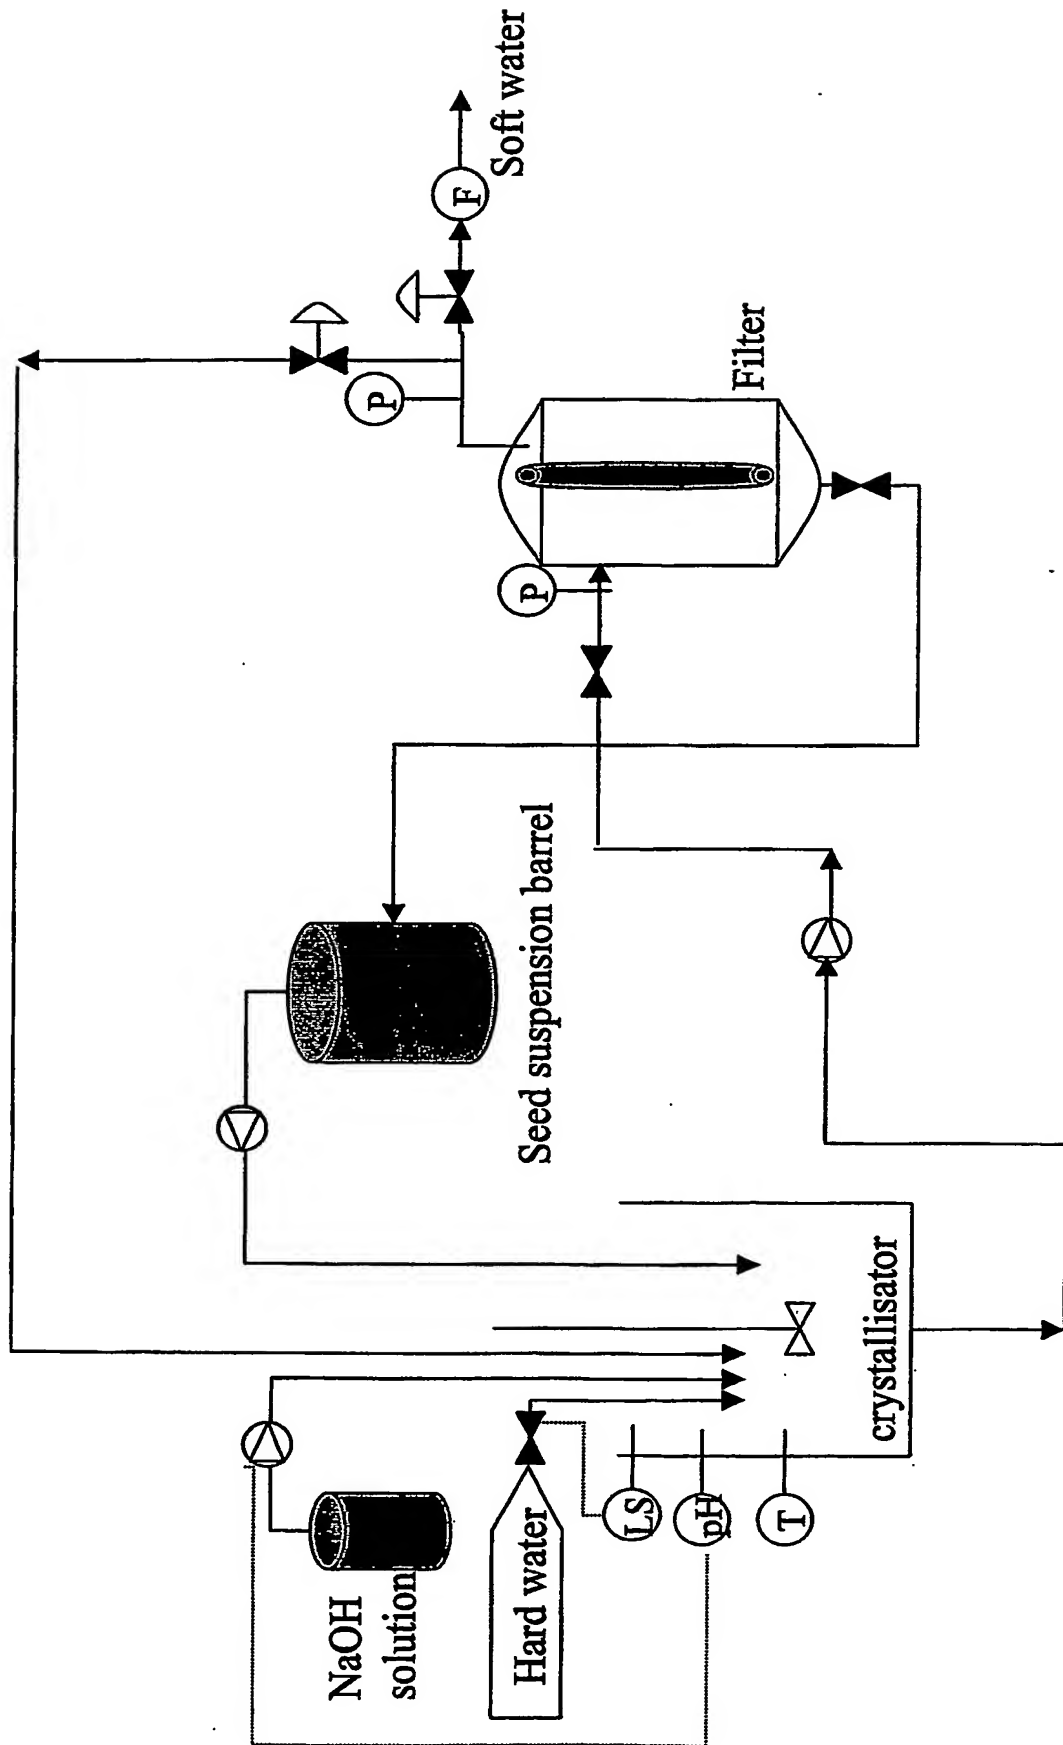 NaOH
solution
Hard water
LS
pH
T
crystallisator
Seed suspension barrel
P
Filter
P
F
Soft water